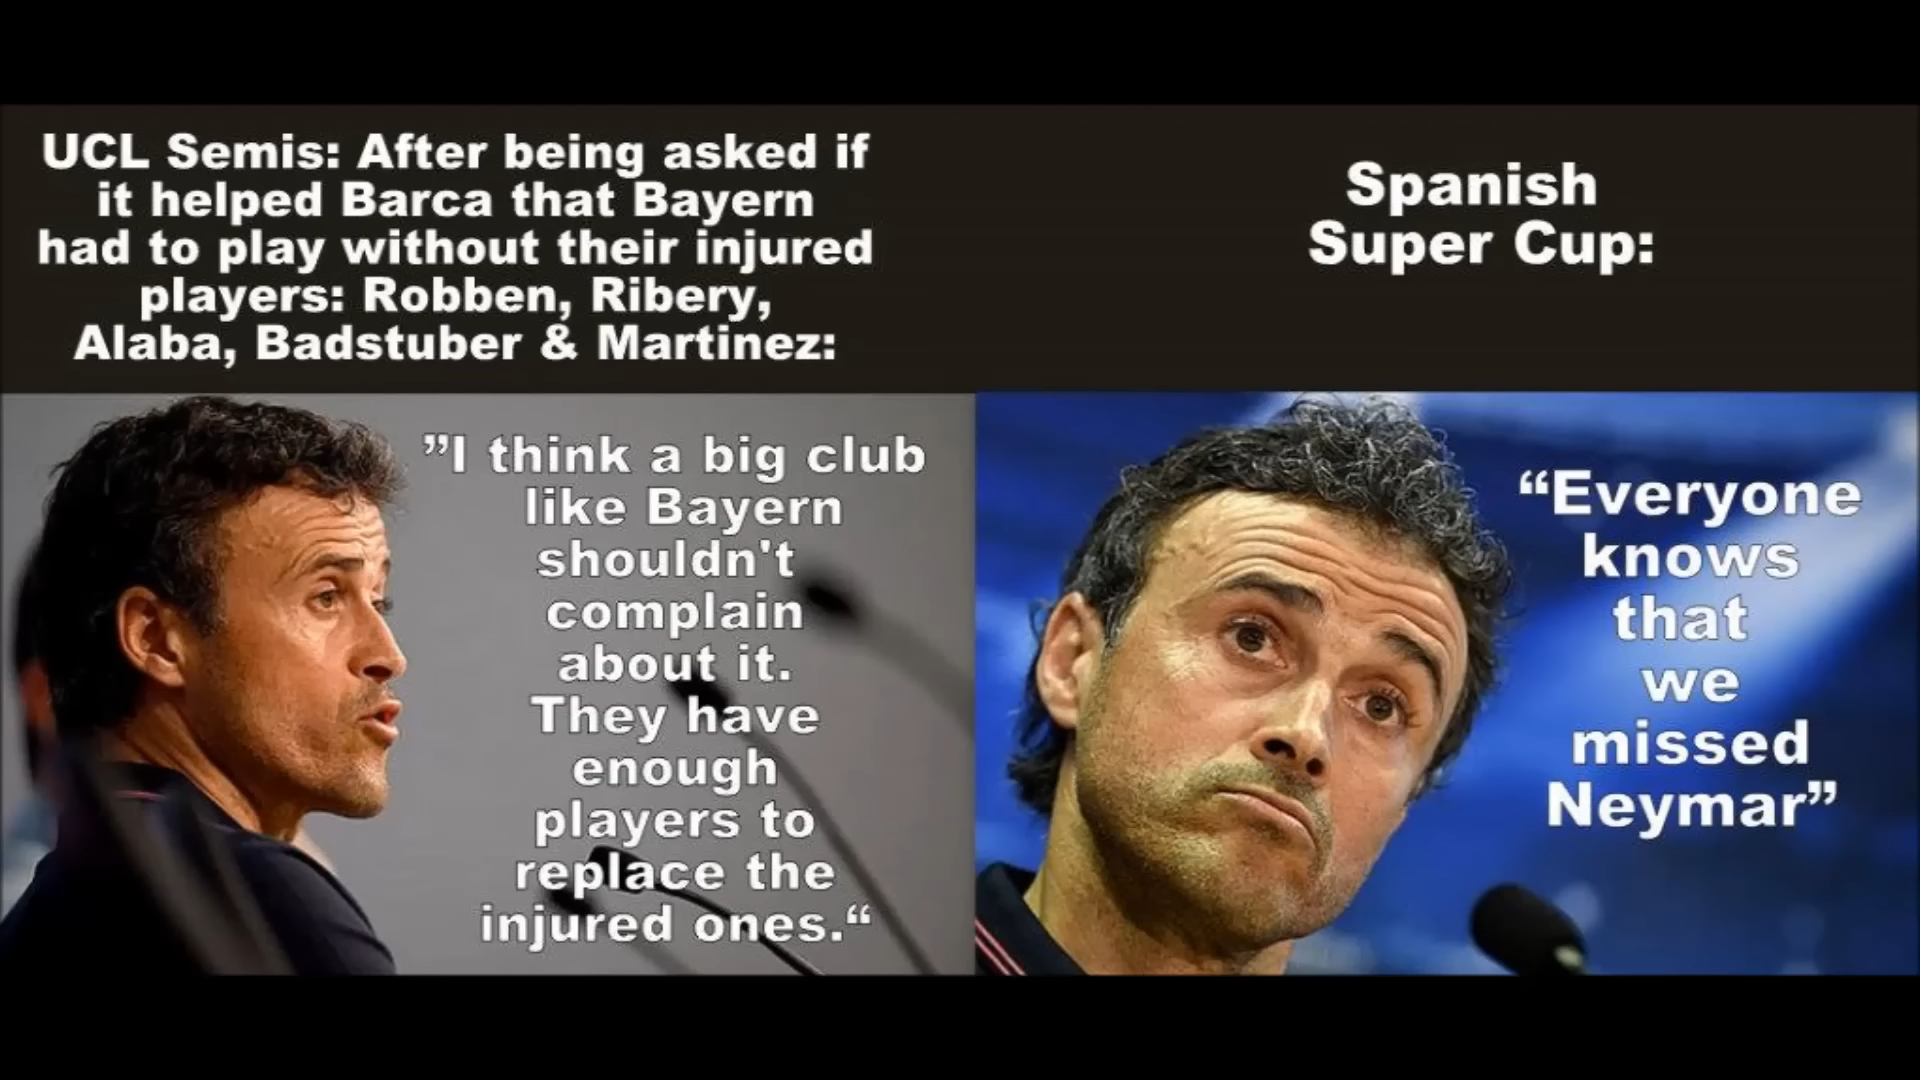 UCL Semis: After being asked if
it helped Barca that Bayern
had to play without their injured
players: Robben, Ribery,
Alaba, Badstuber & Martinez:
”I think a big club
like Bayern
shouldn't
complain
about it.
They have
enough
players to
replace the
injured ones.“
Spanish
Super Cup:
“Everyone
knows
that
we
missed
Neymar”